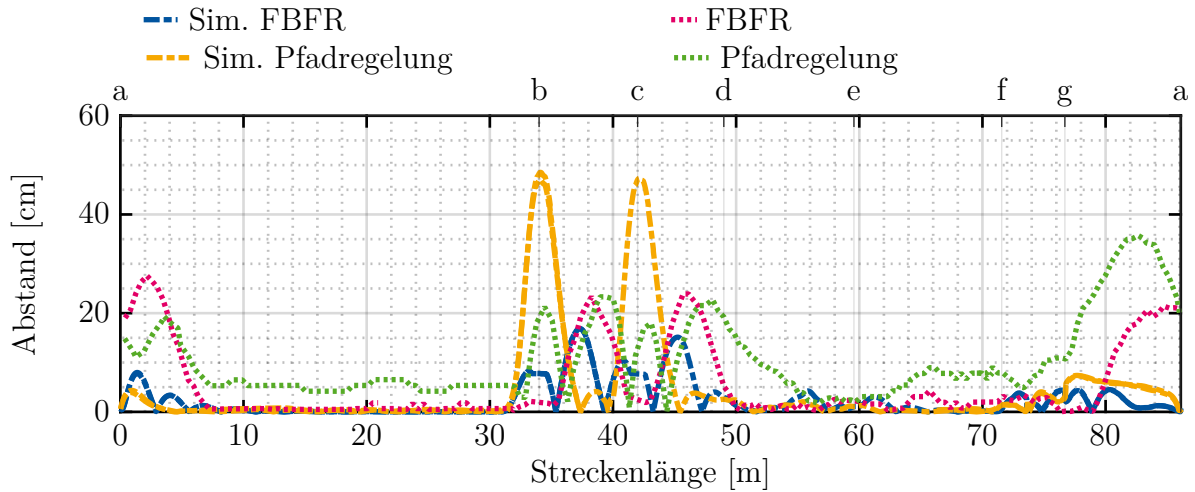 Sim. FBFR FBFR
Sim. Pfadregelung Pfadregelung
a b c d e f g a
60
40
20
0
0 10 20 30 40 50 60 70 80
Abstand [cm]
Streckenlänge [m]